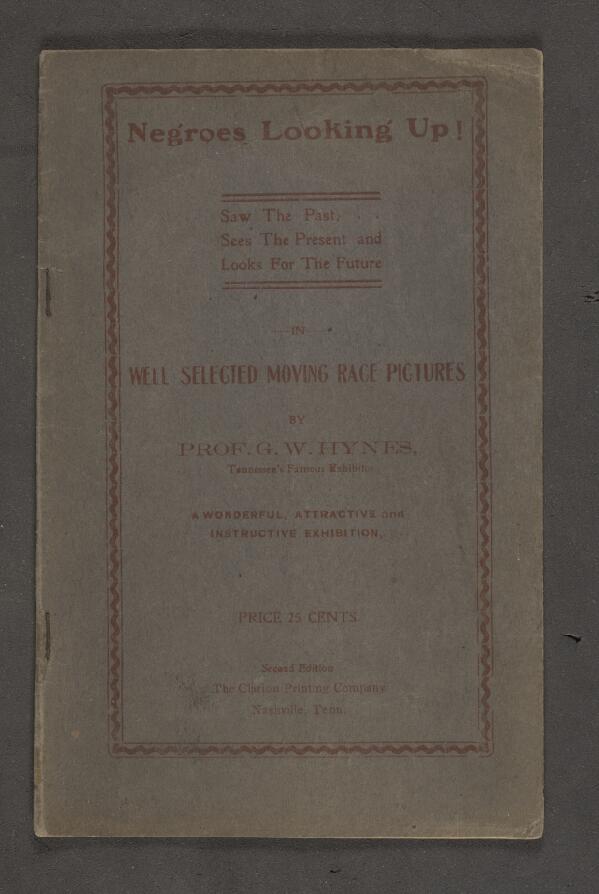 Negroes Looking Up!
Saw The Past, . .
Sees The Present and
Looks For The Future
—IN—
WELL SELECTED MOVING RACE PICTURES
BY
PROF. G. W. HYNES,
Tennessee's Famous Exhibitor
A WONDERFUL, ATTRACTIVE and
INSTRUCTIVE EXHIBITION,
PRICE 25 CENTS
Second Edition
The Clarion Printing Company
Nashville, Tenn.